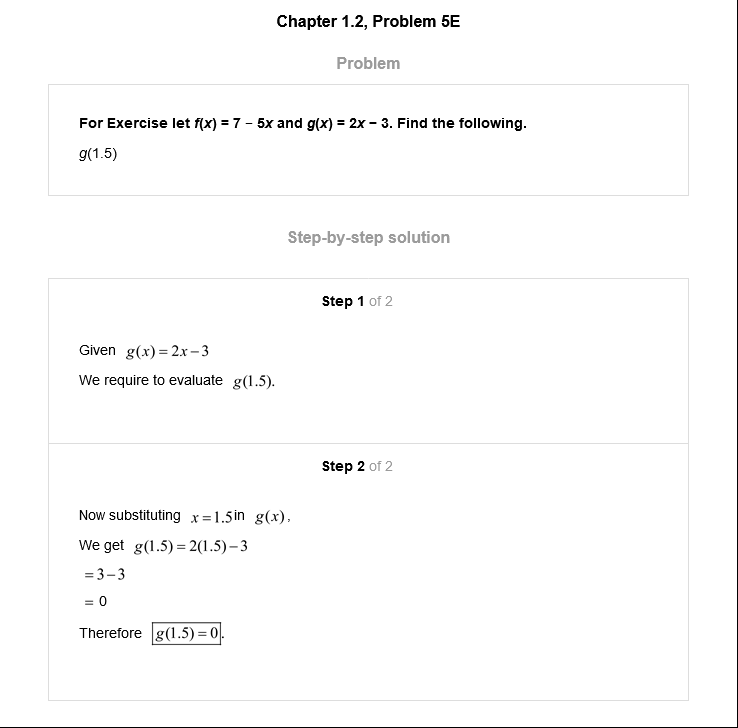 Chapter 1.2, Problem 5E
Problem
For Exercise let f(x) = 7 − 5x and g(x) = 2x − 3. Find the following.
g(1.5)
Step-by-step solution
Step 1 of 2
Given g(x) = 2x − 3
We require to evaluate g(1.5).
Step 2 of 2
Now substituting x = 1.5 in g(x),
We get g(1.5) = 2(1.5) − 3
= 3 − 3
= 0
Therefore g(1.5) = 0.